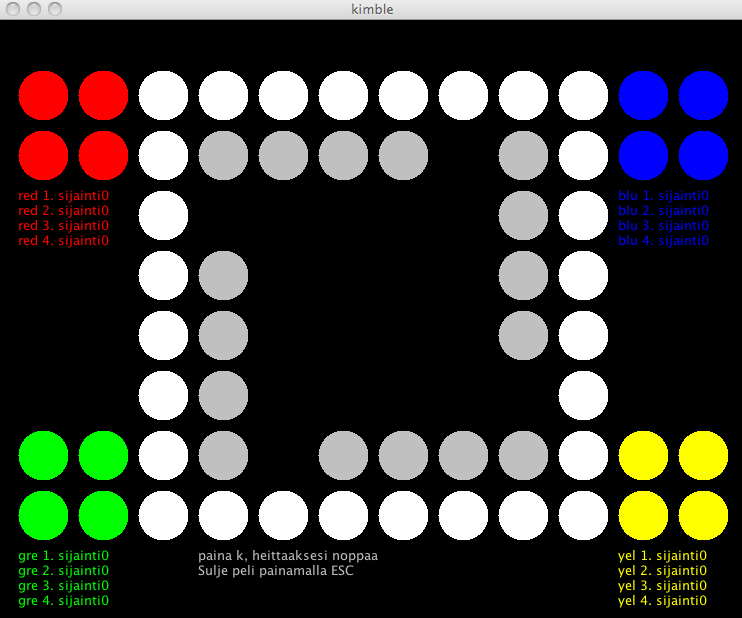 kimble
red 1. sijainti0
red 2. sijainti0
red 3. sijainti0
red 4. sijainti0
blu 1. sijainti0
blu 2. sijainti0
blu 3. sijainti0
blu 4. sijainti0
gre 1. sijainti0
gre 2. sijainti0
gre 3. sijainti0
gre 4. sijainti0
paina k, heittaaksesi noppaa
Sulje peli painamalla ESC
yel 1. sijainti0
yel 2. sijainti0
yel 3. sijainti0
yel 4. sijainti0